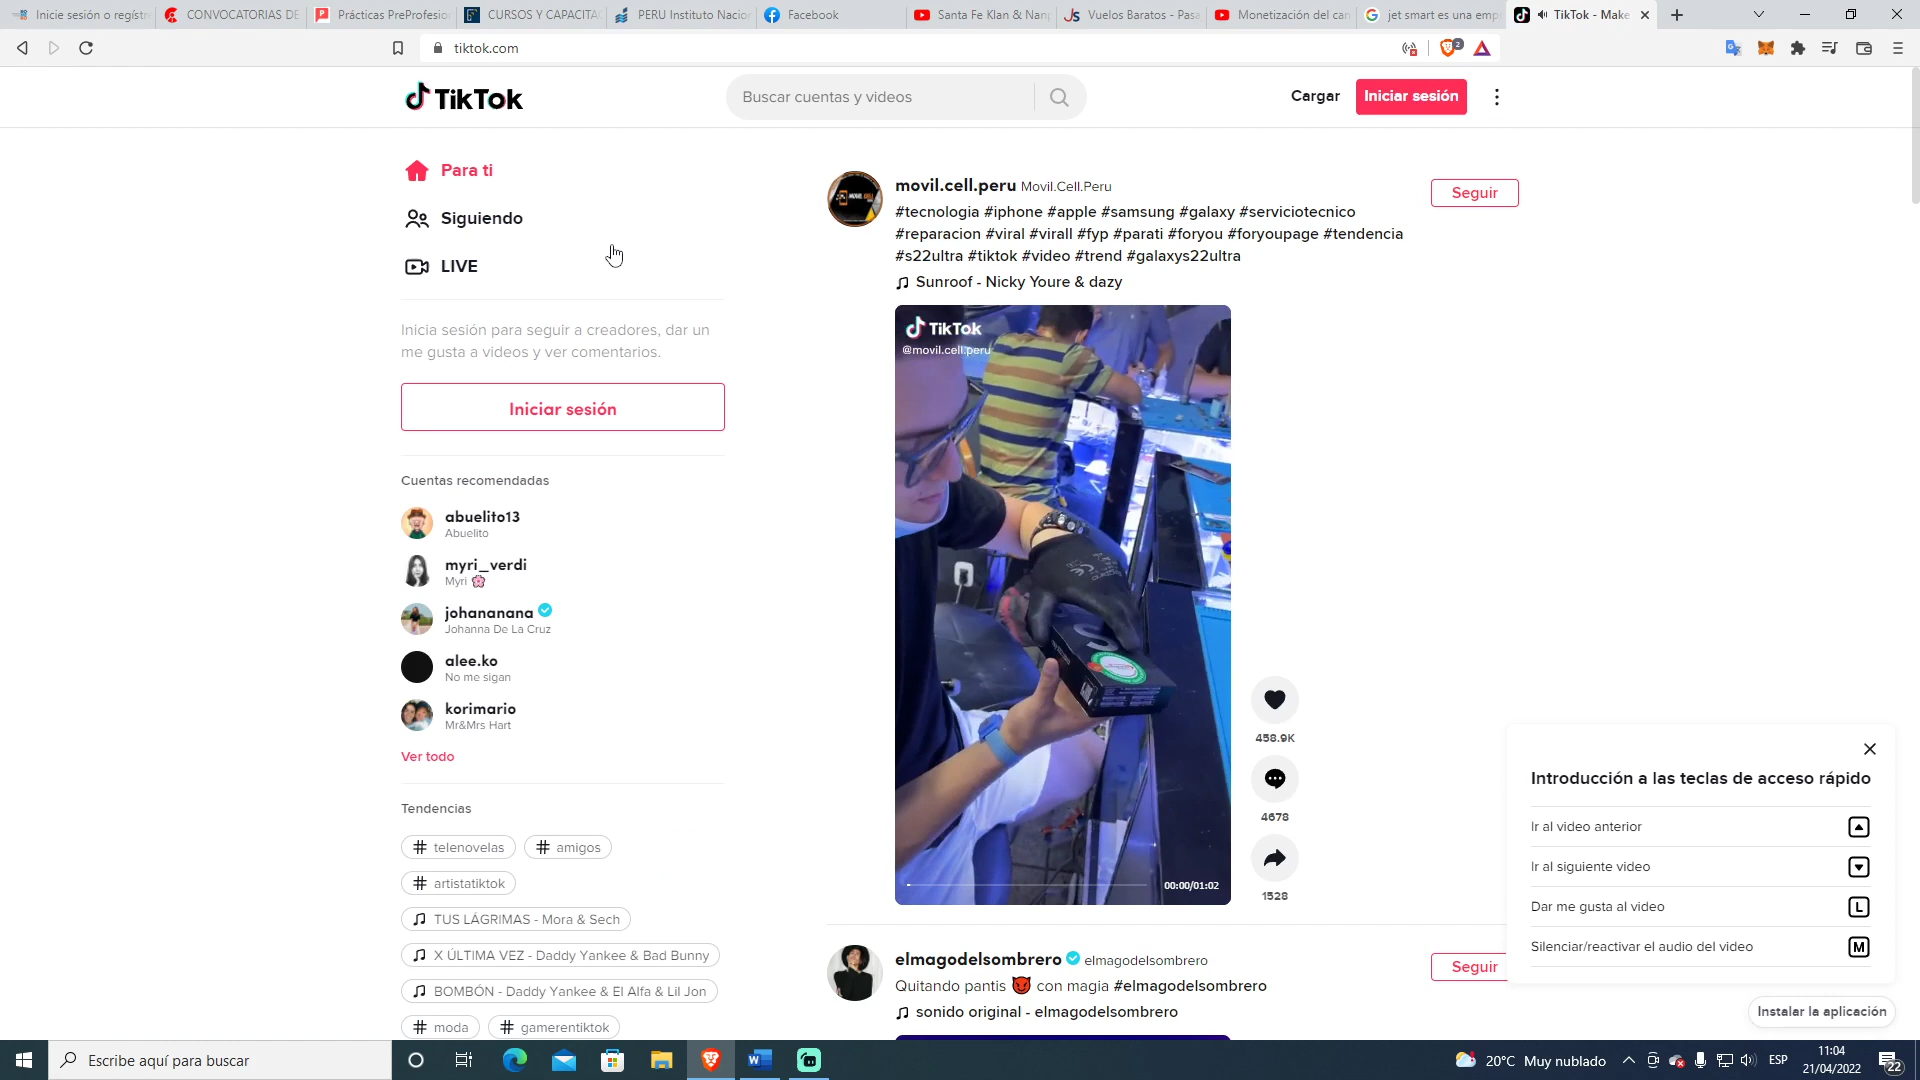 Inicie sesión o registr
CONVOCATORIAS DE
Prácticas PreProfesion
CURSOS Y CAPACITAC
PERU Instituto Nacion
Facebook
Santa Fe Klan & Nanp
Vuelos Baratos - Pasa
Monetización del can
jet smart es una emp
TikTok - Make
tiktok.com
2
TikTok
Buscar cuentas y videos
Cargar
Iniciar sesión
Para ti
Siguiendo
LIVE
Inicia sesión para seguir a creadores, dar un
me gusta a videos y ver comentarios.
Iniciar sesión
Cuentas recomendadas
abuelito13
Abuelito
myri_verdi
Myri 🌸
johananana
Johanna De La Cruz
alee.ko
No me sigan
korimario
Mr&Mrs Hart
Ver todo
Tendencias
# telenovelas
# amigos
# artistatiktok
TUS LÁGRIMAS - Mora & Sech
X ÚLTIMA VEZ - Daddy Yankee & Bad Bunny
BOMBÓN - Daddy Yankee & El Alfa & Lil Jon
# moda
# gamerentiktok
movil.cell.peru Movil.Cell.Peru
Seguir
#tecnologia #iphone #apple #samsung #galaxy #serviciotecnico
#reparacion #viral #virall #fyp #parati #foryou #foryoupage #tendencia
#s22ultra #tiktok #video #trend #galaxys22ultra
Sunroof - Nicky Youre & dazy
TikTok
@movil.cell.peru
00:00/01:02
458.9K
4678
1528
elmagodelsombrero elmagodelsombrero
Seguir
Quitando pantis 😈 con magia #elmagodelsombrero
sonido original - elmagodelsombrero
Introducción a las teclas de acceso rápido
Ir al video anterior
Ir al siguiente video
Dar me gusta al video
L
Silenciar/reactivar el audio del video
M
Instalar la aplicación
Escribe aquí para buscar
20°C Muy nublado
ESP
11:04
21/04/2022
22